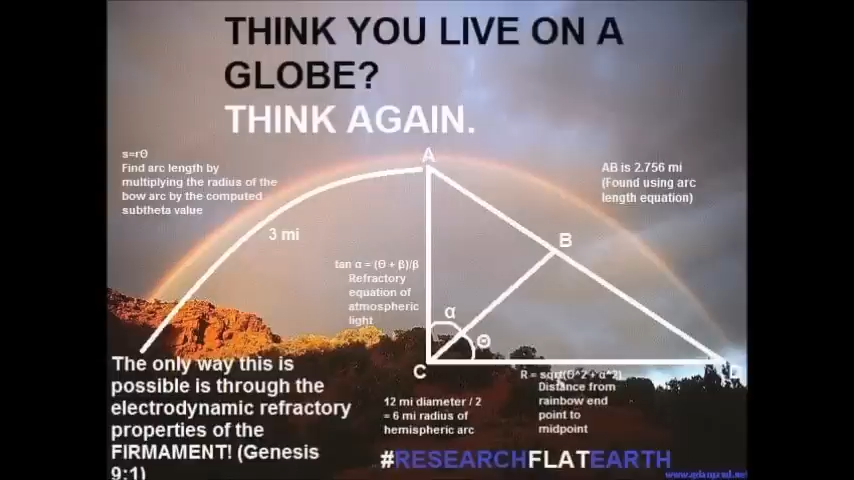 THINK YOU LIVE ON A
GLOBE?
THINK AGAIN.
s=rΘ
Find arc length by
multiplying the radius of the
bow arc by the computed
subtheta value
3 mi
A
AB is 2.756 mi
(Found using arc
length equation)
B
tan α = (Θ + β)/β
Refractory
equation of
atmospheric
light
α
Θ
C
D
R = sqrt(Θ^2 + α^2)
Distance from
rainbow end
point to
midpoint
12 mi diameter / 2
= 6 mi radius of
hemispheric arc
The only way this is
possible is through the
electrodynamic refractory
properties of the
FIRMAMENT! (Genesis
9:1)
#RESEARCHFLATEARTH